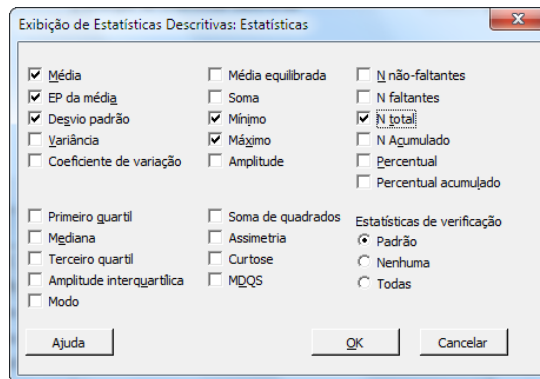 Exibição de Estatísticas Descritivas: Estatísticas
Média
EP da média
Desvio padrão
Variância
Coeficiente de variação
Média equilibrada
Soma
Mínimo
Máximo
Amplitude
N não-faltantes
N faltantes
N total
N Acumulado
Percentual
Percentual acumulado
Primeiro quartil
Mediana
Terceiro quartil
Amplitude interquartílica
Modo
Soma de quadrados
Assimetria
Curtose
MDQS
Estatísticas de verificação
Padrão
Nenhuma
Todas
Ajuda
OK
Cancelar